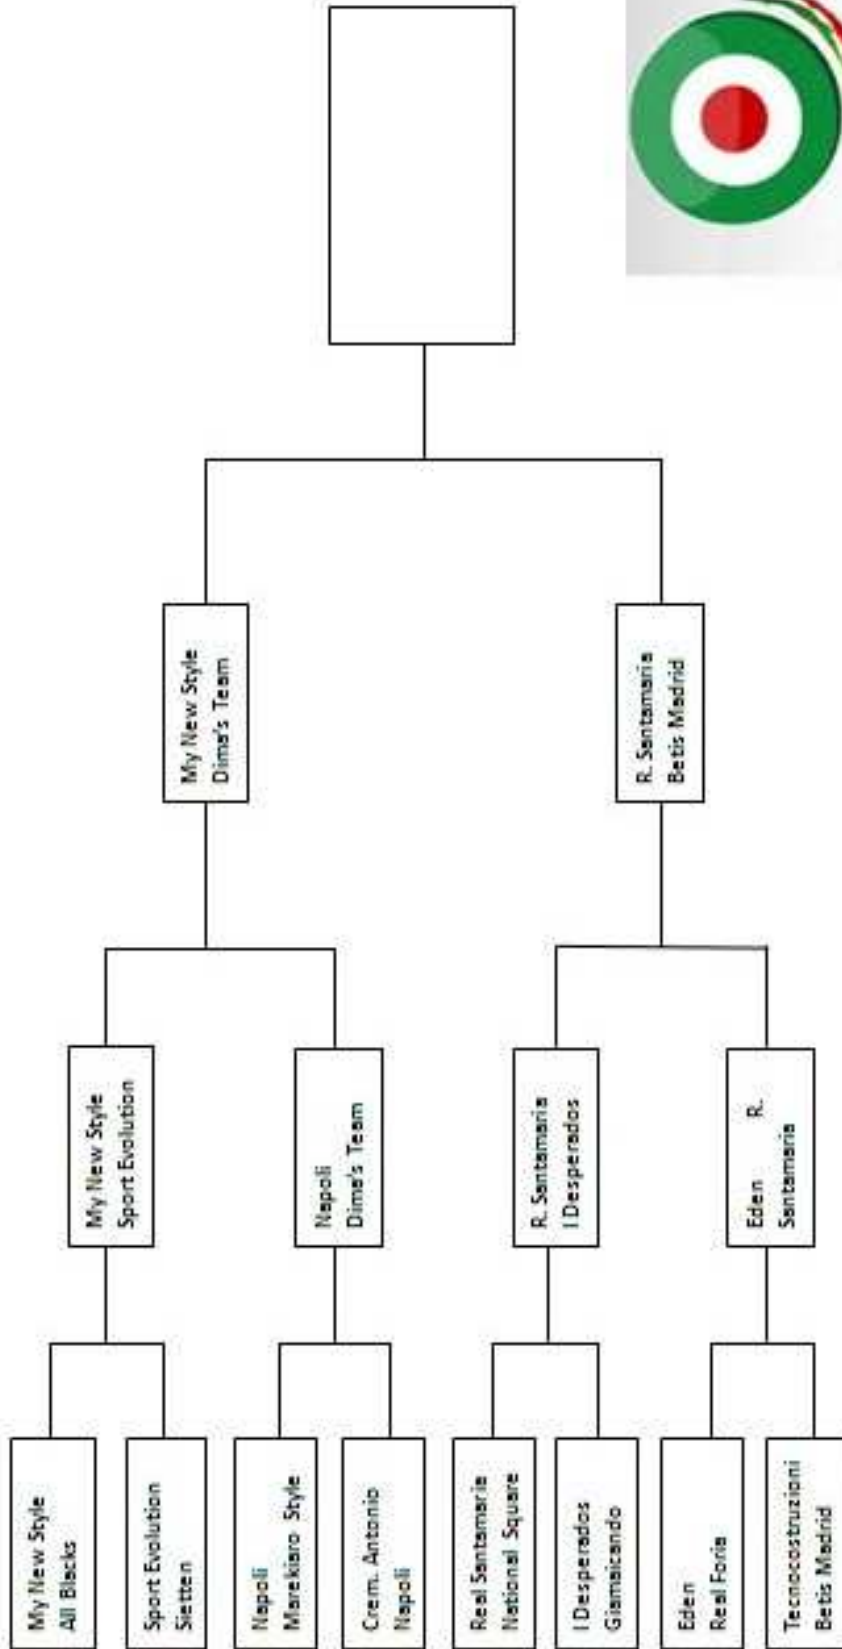 My New Style
All Blacks
Sport Evolution
Sietten
Napoli
Marekiaro Style
Crem. Antonio
Napoli
Real Santamaria
National Square
I Desperados
Giamaicando
Eden
Real Foria
Tecnocostruzioni
Betis Madrid
My New Style
Sport Evolution
Napoli
Dima's Team
R. Santamaria
I Desperados
Eden R.
Santamaria
My New Style
Dima's Team
R. Santamaria
Betis Madrid